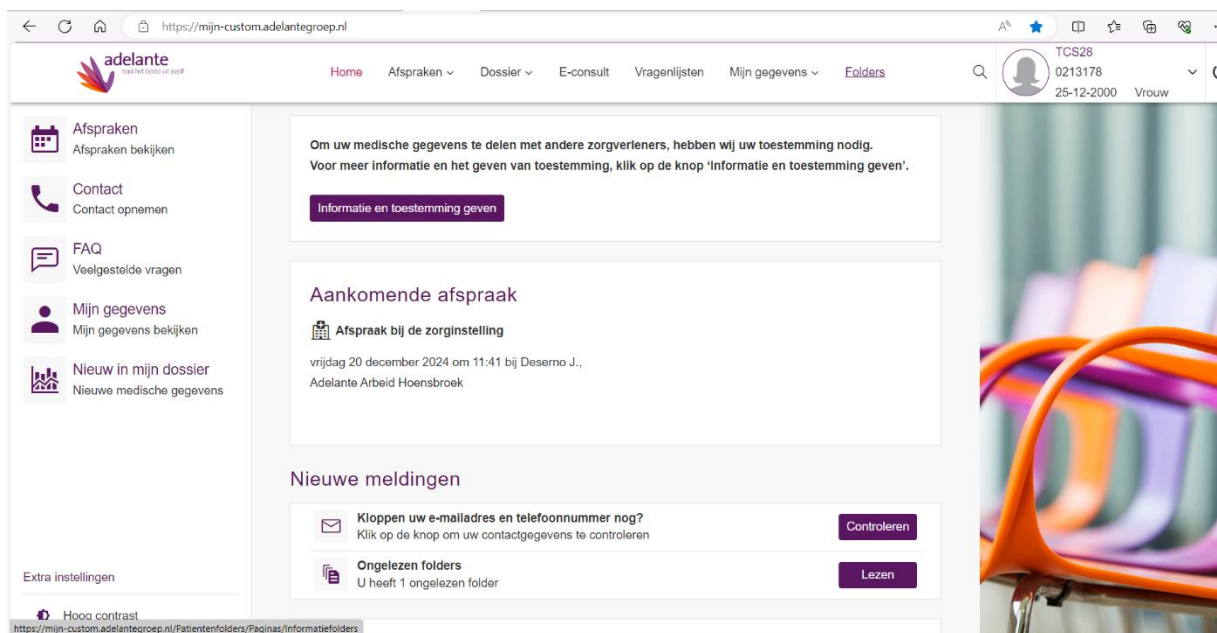 https://mijn-custom.adelantegroep.nl
adelante
haal het beste uit jezelf
Home Afspraken Dossier E-consult Vragenlijsten Mijn gegevens Folders
TCS28
0213178
25-12-2000 Vrouw
Afspraken
Afspraken bekijken
Contact
Contact opnemen
FAQ
Veelgestelde vragen
Mijn gegevens
Mijn gegevens bekijken
Nieuw in mijn dossier
Nieuwe medische gegevens
Extra instellingen
Hoog contrast
https://mijn-custom.adelantegroep.nl/Patientenfolders/Paginas/Informatiefolders
Om uw medische gegevens te delen met andere zorgverleners, hebben wij uw toestemming nodig.
Voor meer informatie en het geven van toestemming, klik op de knop 'Informatie en toestemming geven'.
Informatie en toestemming geven
Aankomende afspraak
Afspraak bij de zorginstelling
vrijdag 20 december 2024 om 11:41 bij Deserno J.,
Adelante Arbeid Hoensbroek
Nieuwe meldingen
Kloppen uw e-mailadres en telefoonnummer nog?
Klik op de knop om uw contactgegevens te controleren
Controleren
Ongelezen folders
U heeft 1 ongelezen folder
Lezen